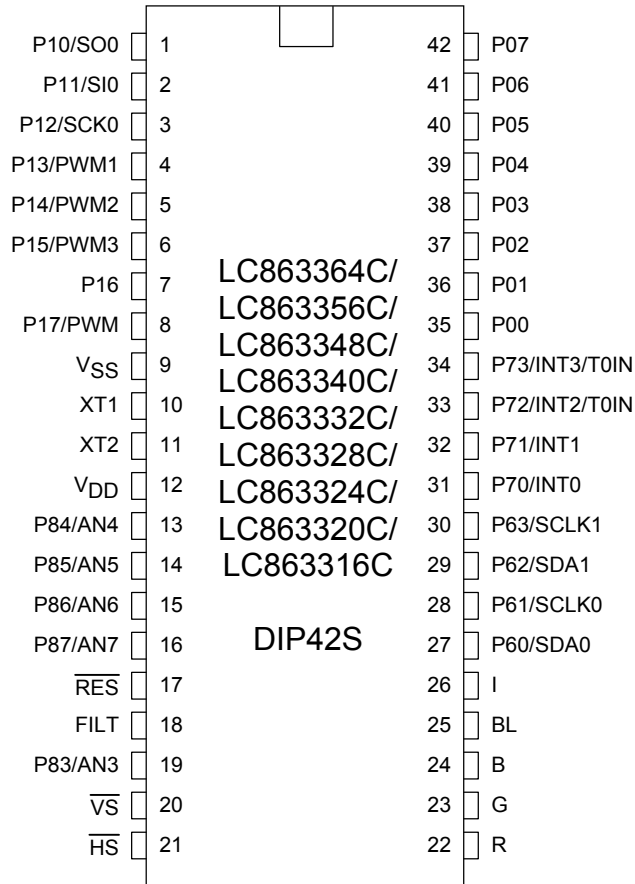 P10/SO0 1 42 P07
P11/SI0 2 41 P06
P12/SCK0 3 40 P05
P13/PWM1 4 39 P04
P14/PWM2 5 38 P03
P15/PWM3 6 37 P02
P16 7 36 P01
P17/PWM 8 35 P00
VSS 9 34 P73/INT3/T0IN
XT1 10 33 P72/INT2/T0IN
XT2 11 32 P71/INT1
VDD 12 31 P70/INT0
P84/AN4 13 30 P63/SCLK1
P85/AN5 14 29 P62/SDA1
P86/AN6 15 28 P61/SCLK0
P87/AN7 16 27 P60/SDA0
RES 17 26 I
FILT 18 25 BL
P83/AN3 19 24 B
VS 20 23 G
HS 21 22 R
LC863364C/
LC863356C/
LC863348C/
LC863340C/
LC863332C/
LC863328C/
LC863324C/
LC863320C/
LC863316C
DIP42S